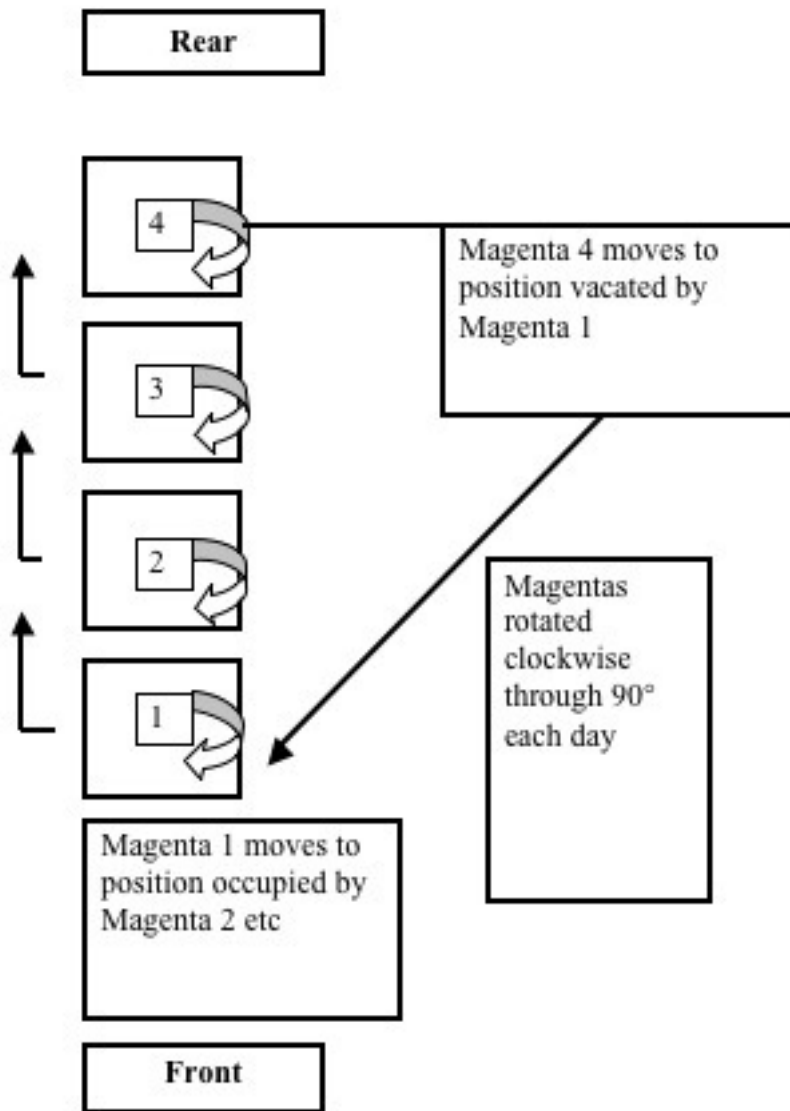 Rear
4
Magenta 4 moves to
position vacated by
Magenta 1
3
2
Magentas
rotated
clockwise
through 90°
each day
1
Magenta 1 moves to
position occupied by
Magenta 2 etc
Front